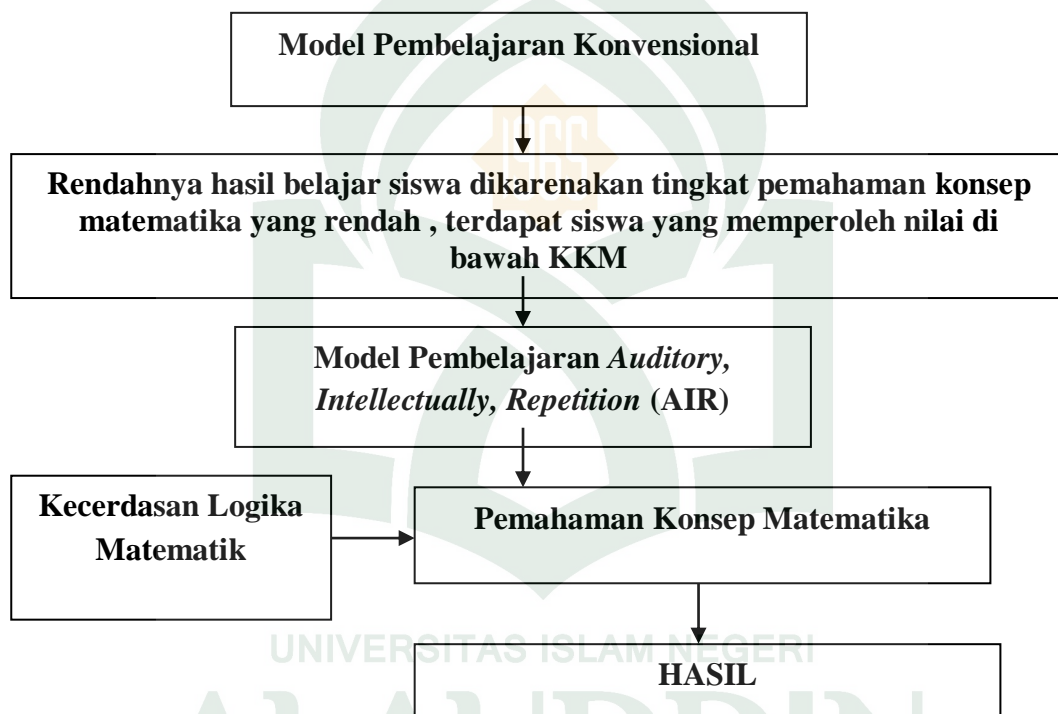 Model Pembelajaran Konvensional
1965
Rendahnya hasil belajar siswa dikarenakan tingkat pemahaman konsep
matematika yang rendah , terdapat siswa yang memperoleh nilai di
bawah KKM
Model Pembelajaran Auditory,
Intellectually, Repetition (AIR)
Kecerdasan Logika
Matematik
Pemahaman Konsep Matematika
UNIVERSITAS ISLAM NEGERI
HASIL
ALAUDDIN